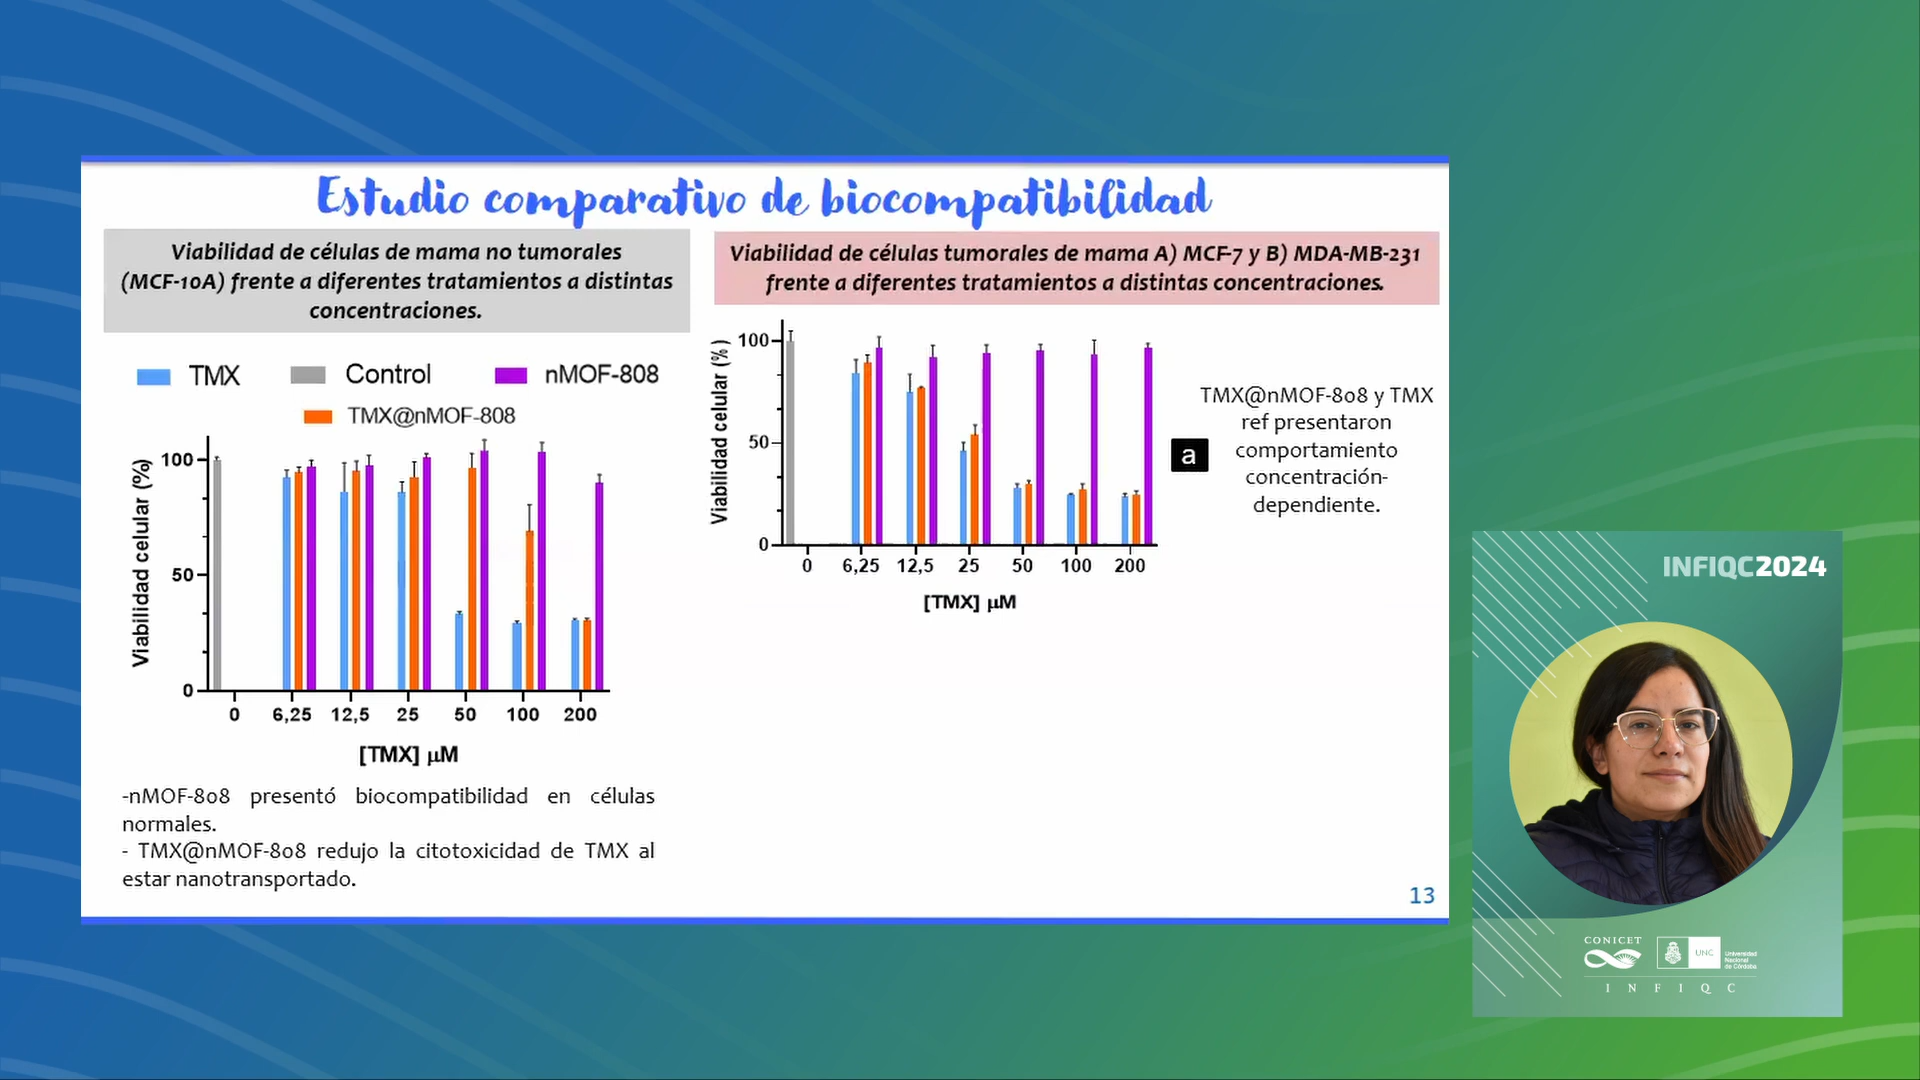 Estudio comparativo de biocompatibilidad
Viabilidad de células de mama no tumorales
(MCF-10A) frente a diferentes tratamientos a distintas
concentraciones.
TMX
Control
nMOF-808
TMX@nMOF-808
Viabilidad celular (%)
100
50
0
0 6,25 12,5 25 50 100 200
[TMX] µM
-nMOF-808 presentó biocompatibilidad en células
normales.
- TMX@nMOF-808 redujo la citotoxicidad de TMX al
estar nanotransportado.
Viabilidad de células tumorales de mama A) MCF-7 y B) MDA-MB-231
frente a diferentes tratamientos a distintas concentraciones.
Viabilidad celular (%)
100
50
0
0 6,25 12,5 25 50 100 200
[TMX] µM
a
TMX@nMOF-808 y TMX
ref presentaron
comportamiento
concentración-
dependiente.
13
INFIQC2024
CONICET
UNC
Universidad
Nacional
de Córdoba
INFIQC